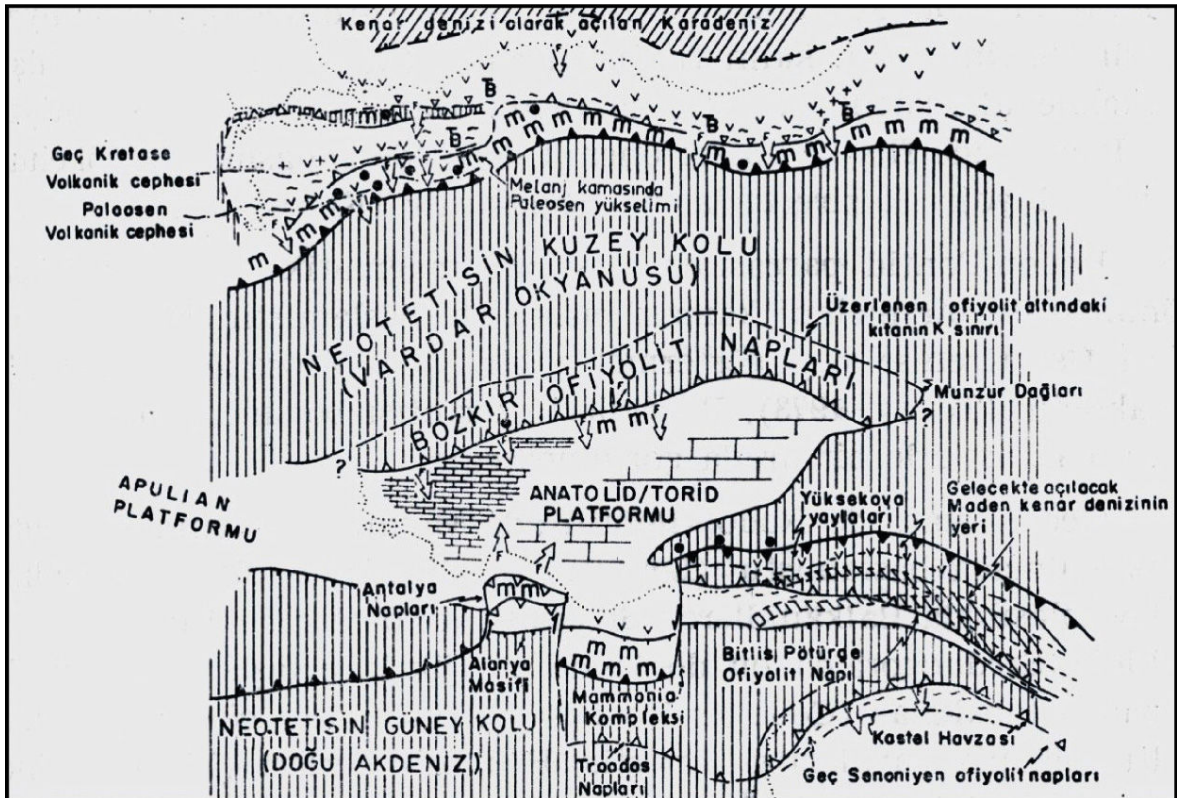 Kenar denizi olarak açılan Karadeniz
Geç Kretase
Volkanik cephesi
Paleosen
Volkanik cephesi
Melanj kamasında
Paleosen yükselimi
NEOTETİSİN KUZEY KOLU
(VARDAR OKYANUSU)
Üzerlenen ofiyolit altındaki
kıtanın K sınırı
BOZKIR OFİYOLİT NAPLARI
Munzur Dağları
?
?
APULIAN
PLATFORMU
ANATOLİD/TORİD
PLATFORMU
Yüksekova
yayları
Gelecekte açılacak
Maden kenar denizinin
yeri
Antalya
Napları
Alanya
Masifi
Mammonia
Kompleksi
Troodos
Napları
Bitlis Pötürge
Ofiyolitl Napı
NEOTETİSİN GÜNEY KOLU
(DOĞU AKDENİZ)
Kastel Havzası
Geç Senoniyen ofiyolit napları